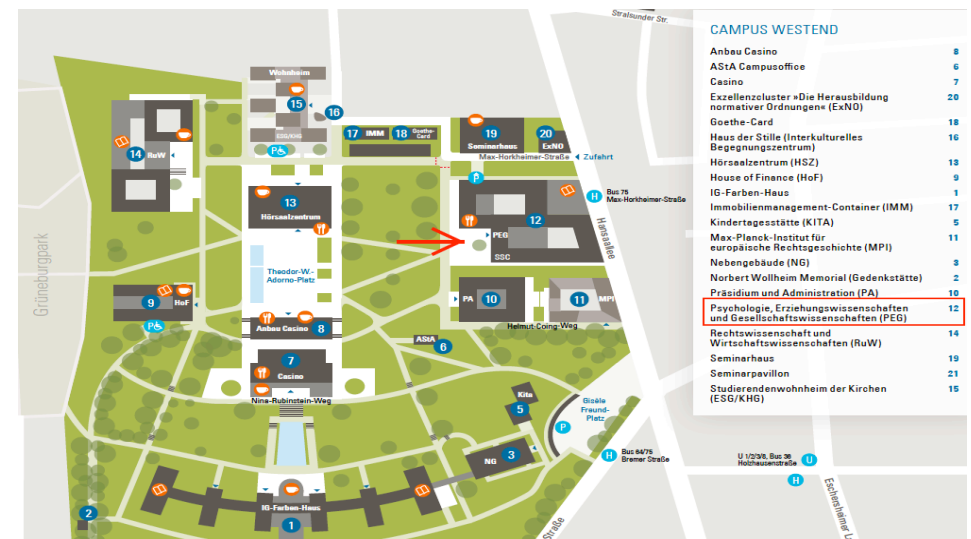 Stralsunder Str.
Wohnheim
15
16
ESG/KHG
P
17 IMM
18 Goethe-
Card
19
Seminarhaus
20
ExNO
Max-Horkheimer-Straße
Zufahrt
14 RuW
P
H
Bus 75
Max-Horkheimer-Straße
13
Hörsaalzentrum
12
PEG
SSC
Hansaallee
Grüneburgpark
Theodor-W.-
Adorno-Platz
9 HoF
P
PA 10
11 MPI
Helmut-Coing-Weg
Anbau Casino 8
AStA
6
7
Casino
Nina-Rubinstein-Weg
Kita
5
Gisèle
Freund-
Platz
P
NG 3
H
Bus 64/75
Bremer Straße
U 1/2/3/8, Bus 36
Holzhausenstraße
U
H
IG-Farben-Haus
1
2
Straße
Eschersheimer
CAMPUS WESTEND
Anbau Casino 8
AStA Campusoffice 6
Casino 7
Exzellenzcluster »Die Herausbildung
normativer Ordnungen« (ExNO) 20
Goethe-Card 18
Haus der Stille (Interkulturelles
Begegnungszentrum) 16
Hörsaalzentrum (HSZ) 13
House of Finance (HoF) 9
IG-Farben-Haus 1
Immobilienmanagement-Container (IMM) 17
Kindertagesstätte (KITA) 5
Max-Planck-Institut für
europäische Rechtsgeschichte (MPI) 11
Nebengebäude (NG) 3
Norbert Wollheim Memorial (Gedenkstätte) 2
Präsidium und Administration (PA) 10
Psychologie, Erziehungswissenschaften
und Gesellschaftswissenschaften (PEG) 12
Rechtswissenschaft und
Wirtschaftswissenschaften (RuW) 14
Seminarhaus 19
Seminarpavillon 21
Studierendenwohnheim der Kirchen
(ESG/KHG) 15